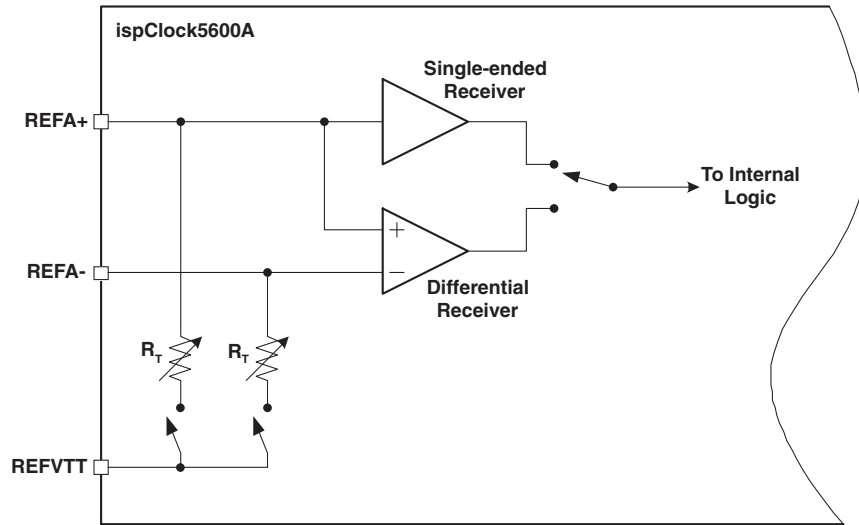 ispClock5600A
Single-ended
Receiver
REFA+
To Internal
Logic
+
REFA-
−
Differential
Receiver
R_T
R_T
REFVTT